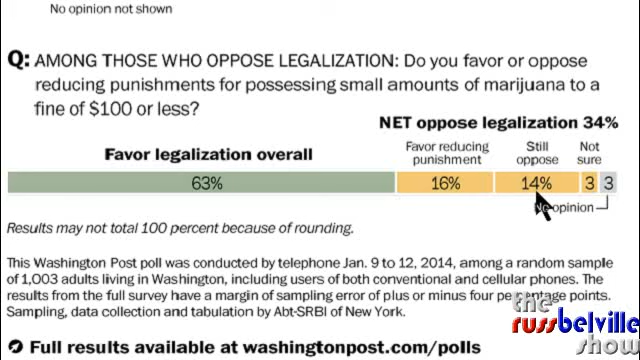 No opinion not shown
Q: AMONG THOSE WHO OPPOSE LEGALIZATION: Do you favor or oppose
reducing punishments for possessing small amounts of marijuana to a
fine of $100 or less?
NET oppose legalization 34%
Favor legalization overall
Favor reducing
punishment
Still
oppose
Not
sure
63%
16%
14%
3
3
No opinion
Results may not total 100 percent because of rounding.
This Washington Post poll was conducted by telephone Jan. 9 to 12, 2014, among a random sample
of 1,003 adults living in Washington, including users of both conventional and cellular phones. The
results from the full survey have a margin of sampling error of plus or minus four percentage points.
Sampling, data collection and tabulation by Abt-SRBI of New York.
Full results available at washingtonpost.com/polls
the
russbelville
show